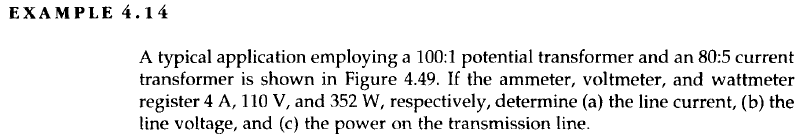 EXAMPLE 4.14
A typical application employing a 100:1 potential transformer and an 80:5 current
transformer is shown in Figure 4.49. If the ammeter, voltmeter, and wattmeter
register 4 A, 110 V, and 352 W, respectively, determine (a) the line current, (b) the
line voltage, and (c) the power on the transmission line.